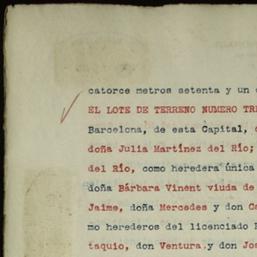 catorce metros setenta y un
EL LOTE DE TERRENO NUMERO
Barcelona, de esta Capital,
doña Julia Martínez del Río;
del Río, como heredera única
doña Bárbara Vinent viuda de
Jaime, doña Mercedes y don
mo herederos del licenciado
taquio, don Ventura y don